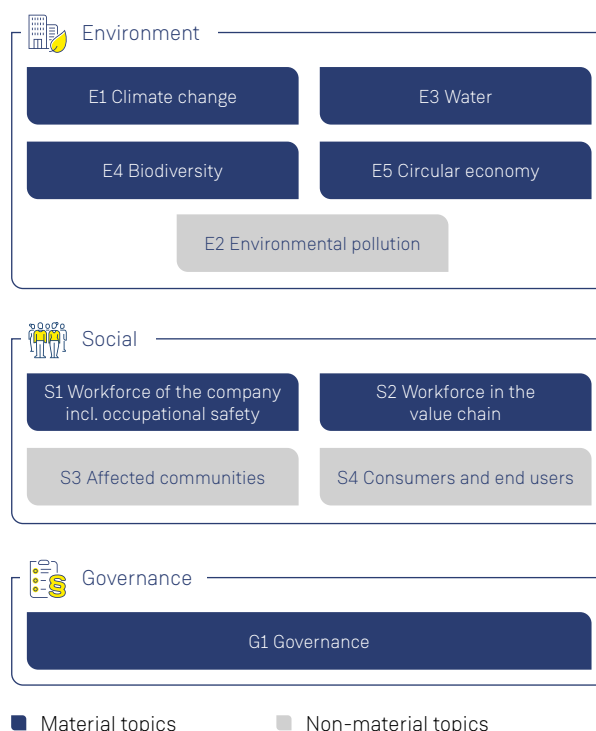 Environment
E1 Climate change
E3 Water
E4 Biodiversity
E5 Circular economy
E2 Environmental pollution
Social
S1 Workforce of the company
incl. occupational safety
S2 Workforce in the
value chain
S3 Affected communities
S4 Consumers and end users
§
Governance
G1 Governance
Material topics
Non-material topics